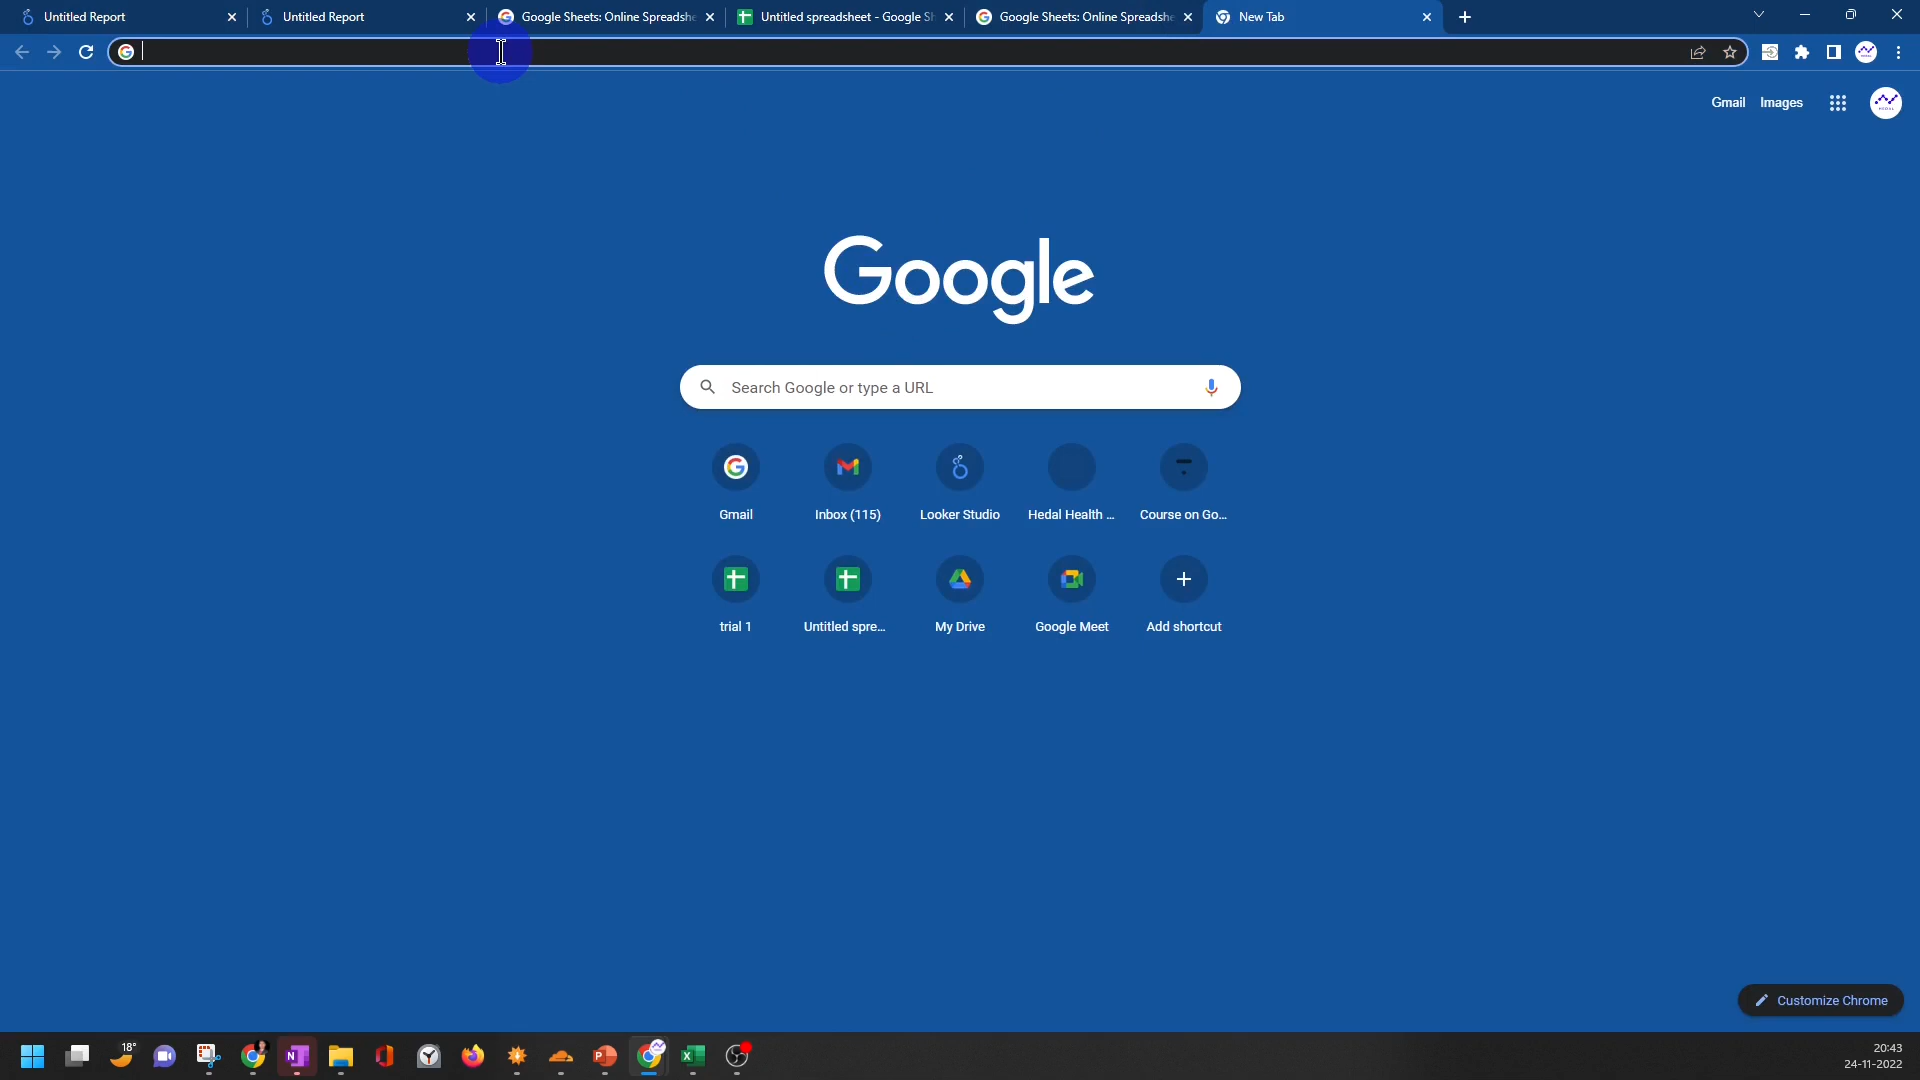 Untitled Report
Untitled Report
Google Sheets: Online Spreadshe
Untitled spreadsheet - Google Sh
Google Sheets: Online Spreadshe
New Tab
Gmail
Images
Google
Search Google or type a URL
Gmail
Inbox (115)
Looker Studio
Hedal Health ...
Course on Go...
trial 1
Untitled spre...
My Drive
Google Meet
Add shortcut
Customize Chrome
18°
20:43
24-11-2022